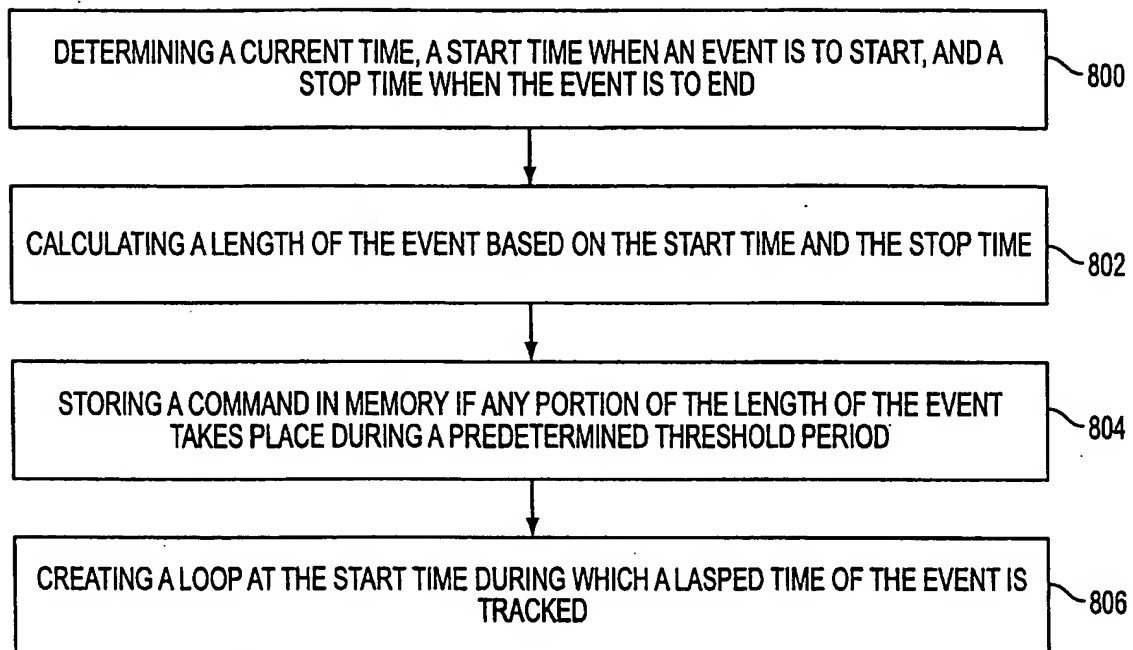 DETERMINING A CURRENT TIME, A START TIME WHEN AN EVENT IS TO START, AND A
STOP TIME WHEN THE EVENT IS TO END
800
CALCULATING A LENGTH OF THE EVENT BASED ON THE START TIME AND THE STOP TIME
802
STORING A COMMAND IN MEMORY IF ANY PORTION OF THE LENGTH OF THE EVENT
TAKES PLACE DURING A PREDETERMINED THRESHOLD PERIOD
804
CREATING A LOOP AT THE START TIME DURING WHICH A LASPED TIME OF THE EVENT IS
TRACKED
806